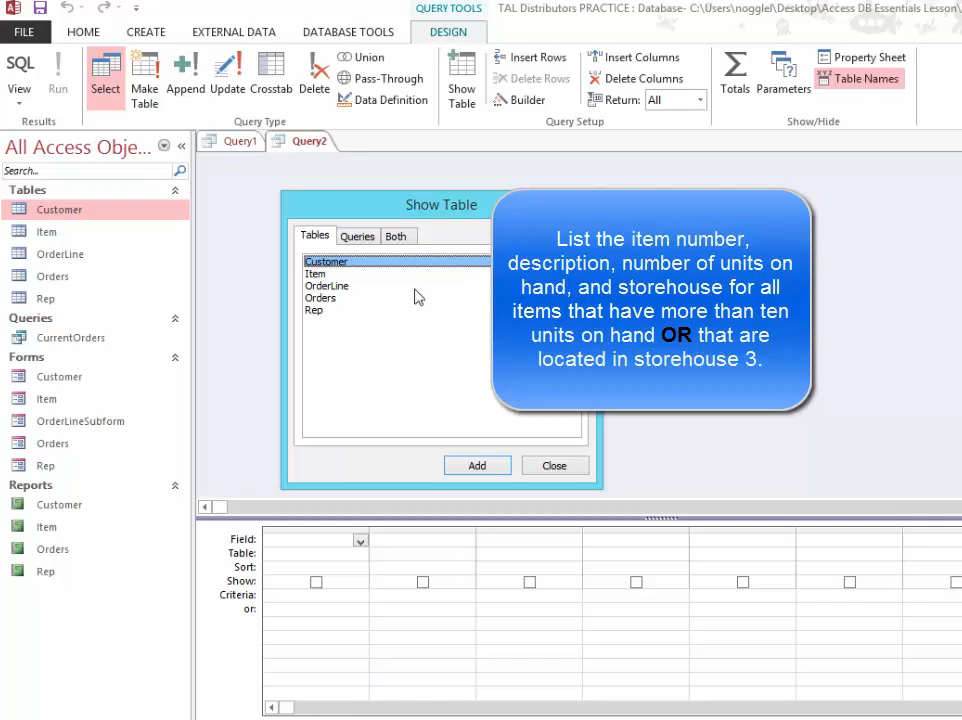 QUERY TOOLS
TAL Distributors PRACTICE : Database- C:\Users\nogglel\Desktop\Access DB Essentials Lesson\
FILE HOME CREATE EXTERNAL DATA DATABASE TOOLS DESIGN
SQL
View
Run
Select
Make
Table
Append
Update
Crosstab
Delete
Union
Pass-Through
Data Definition
Show
Table
Insert Rows
Delete Rows
Builder
Insert Columns
Delete Columns
Return: All
Totals
Parameters
Property Sheet
XYZ
Table Names
Results
Query Type
Query Setup
Show/Hide
All Access Obje...
Search...
Tables
Customer
Item
OrderLine
Orders
Rep
Queries
CurrentOrders
Forms
Customer
Item
OrderLineSubform
Orders
Rep
Reports
Customer
Item
Orders
Rep
Query1
Query2
Show Table
Tables Queries Both
Customer
Item
OrderLine
Orders
Rep
Add
Close
List the item number,
description, number of units on
hand, and storehouse for all
items that have more than ten
units on hand OR that are
located in storehouse 3.
Field:
Table:
Sort:
Show:
Criteria:
or: